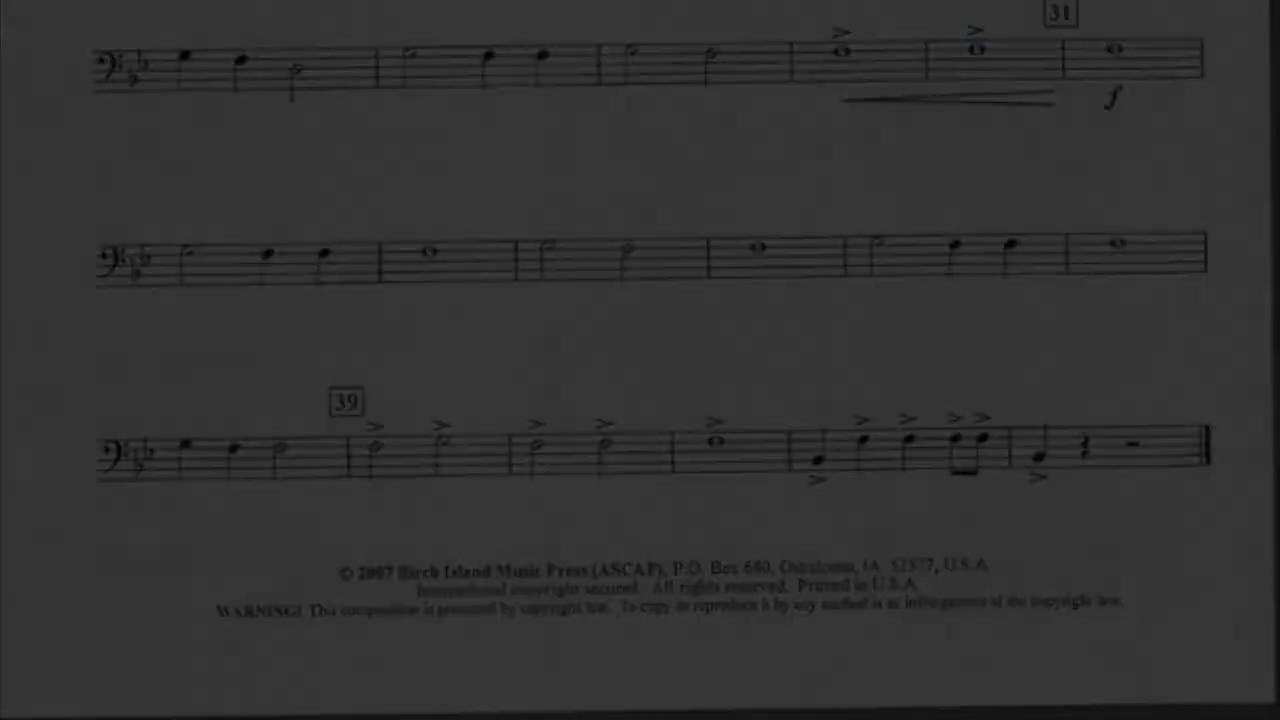 31
f
39
© 2007 Birch Island Music Press (ASCAP), P.O. Box 680, Oskaloosa, IA 52577, U.S.A.
International copyright secured. All rights reserved. Printed in U.S.A.
WARNING! This composition is protected by copyright law. To copy or reproduce it by any method is an infringement of the copyright law.